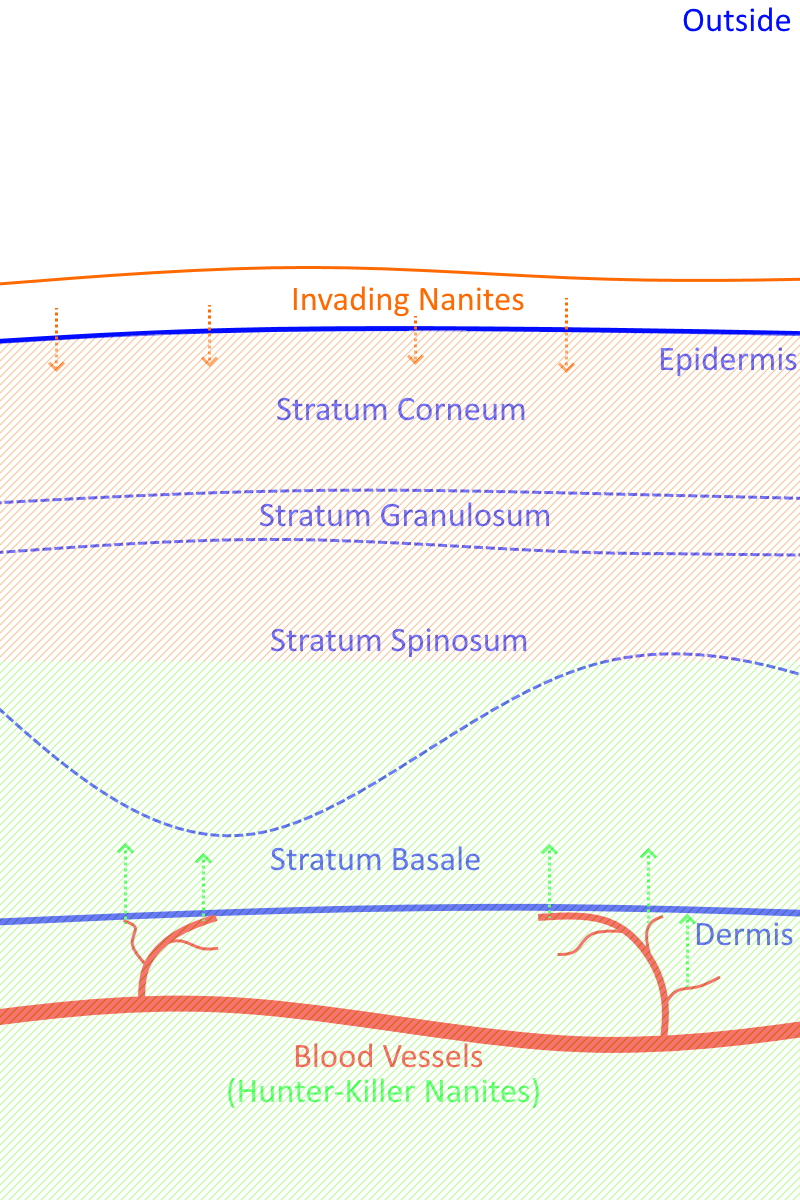 Outside
Invading Nanites
Epidermis
Stratum Corneum
Stratum Granulosum
Stratum Spinosum
Stratum Basale
Dermis
Blood Vessels
(Hunter-Killer Nanites)